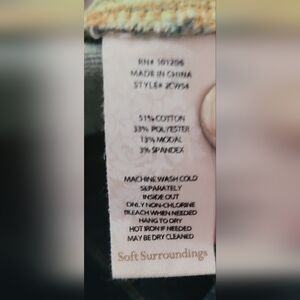 RN# 101206
MADE IN CHINA
STYLE# 2CW54
51% COTTON
33% POLYESTER
13% MODAL
3% SPANDEX
MACHINE WASH COLD
SEPARATELY
INSIDE OUT
ONLY NON-CHLORINE
BLEACH WHEN NEEDED
HANG TO DRY
HOT IRON IF NEEDED
MAY BE DRY CLEANED
Soft Surroundings